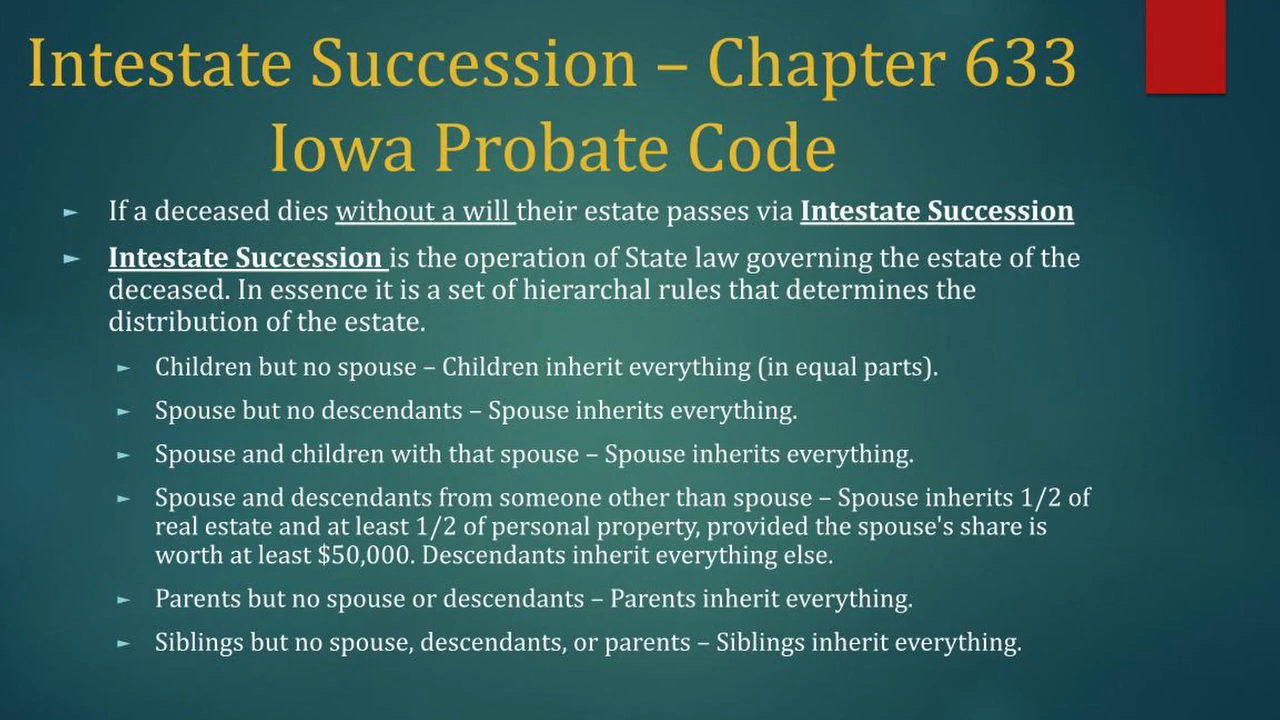 Intestate Succession – Chapter 633
Iowa Probate Code
► If a deceased dies without a will their estate passes via Intestate Succession
► Intestate Succession is the operation of State law governing the estate of the
deceased. In essence it is a set of hierarchal rules that determines the
distribution of the estate.
► Children but no spouse – Children inherit everything (in equal parts).
► Spouse but no descendants – Spouse inherits everything.
► Spouse and children with that spouse – Spouse inherits everything.
► Spouse and descendants from someone other than spouse – Spouse inherits 1/2 of
real estate and at least 1/2 of personal property, provided the spouse's share is
worth at least $50,000. Descendants inherit everything else.
► Parents but no spouse or descendants – Parents inherit everything.
► Siblings but no spouse, descendants, or parents – Siblings inherit everything.